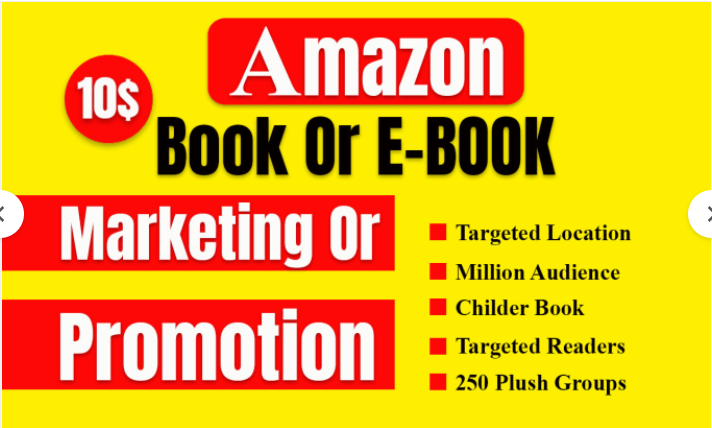 Amazon
10$
Book Or E-BOOK
Marketing Or
Promotion
Targeted Location
Million Audience
Childer Book
Targeted Readers
250 Plush Groups